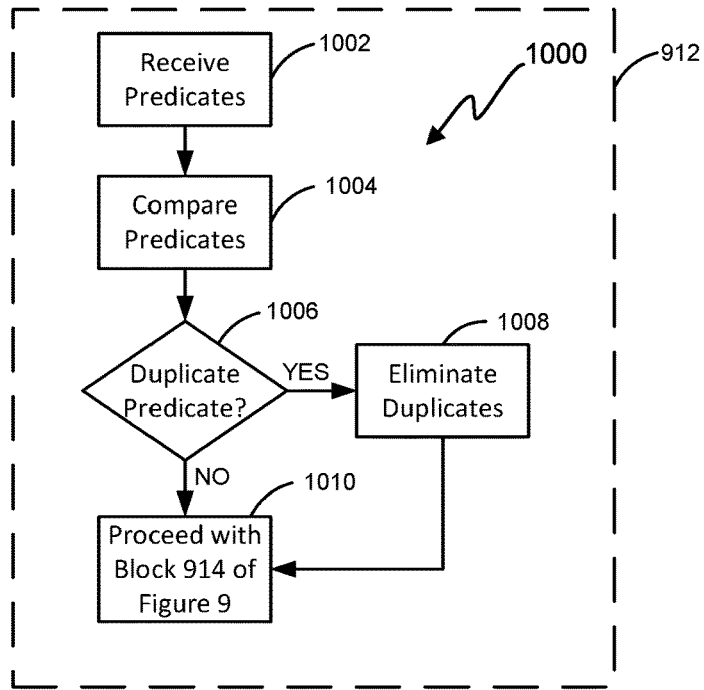 Receive
Predicates
1002
1000
912
Compare
Predicates
1004
Duplicate
Predicate?
1006
YES
Eliminate
Duplicates
1008
NO
Proceed with
Block 914 of
Figure 9
1010